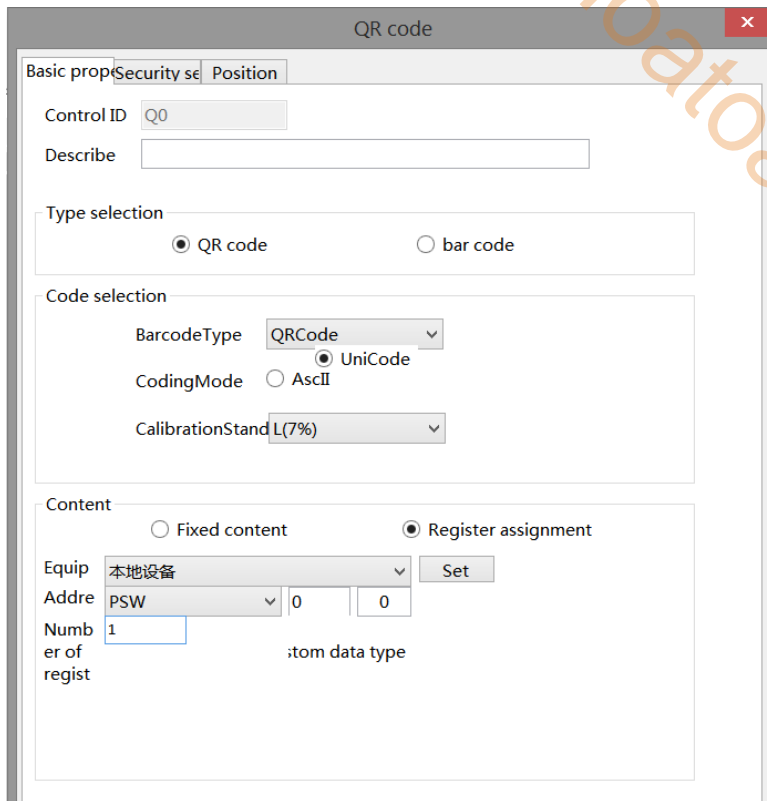 QR code
Basic prope Security se Position
Control ID Q0
Describe
Type selection
QR code bar code
Code selection
BarcodeType QRCode
UniCode
CodingMode AscII
CalibrationStand L(7%)
Content
Fixed content Register assignment
Equip 本地设备 Set
Addre PSW 0 0
Numb 1
er of stom data type
regist